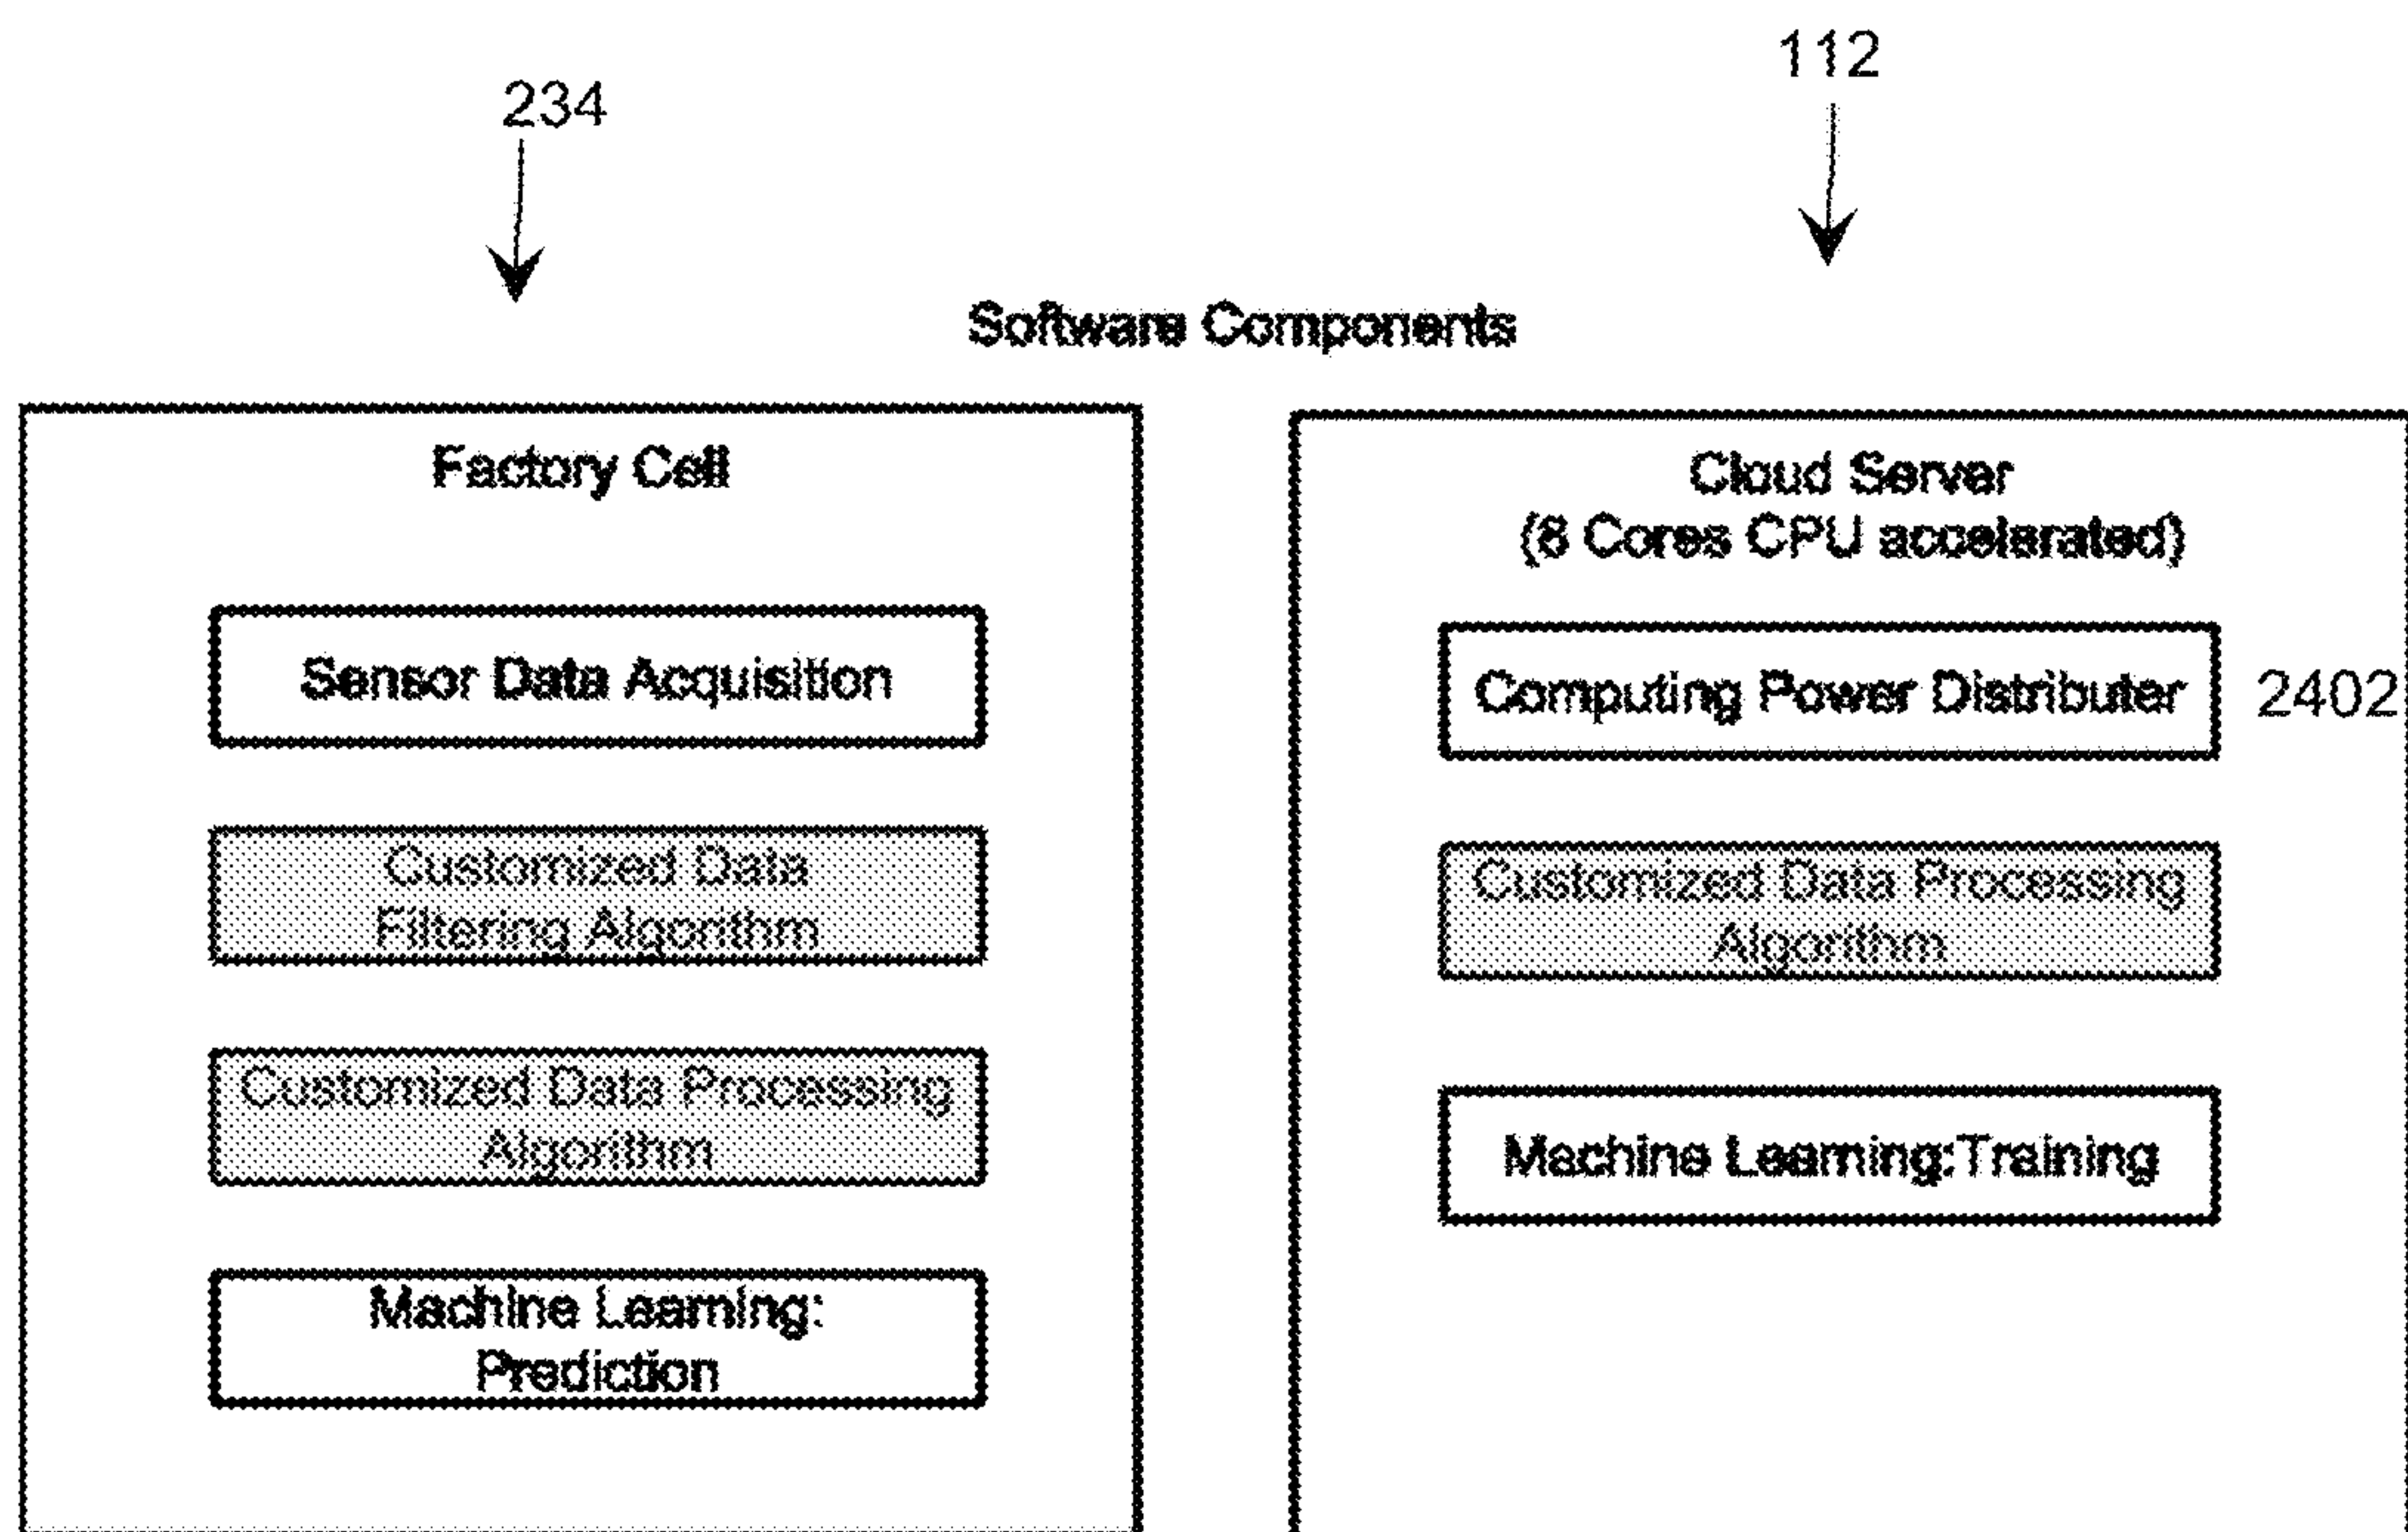 234
112
Software Components
Factory Cell
Sensor Data Acquisition
Customized Data
Filtering Algorithm
Customized Data Processing
Algorithm
Machine Learning:
Prediction
Cloud Server
(8 Cores CPU accelerated)
Computing Power Distributer
2402
Customized Data Processing
Algorithm
Machine Learning:Training